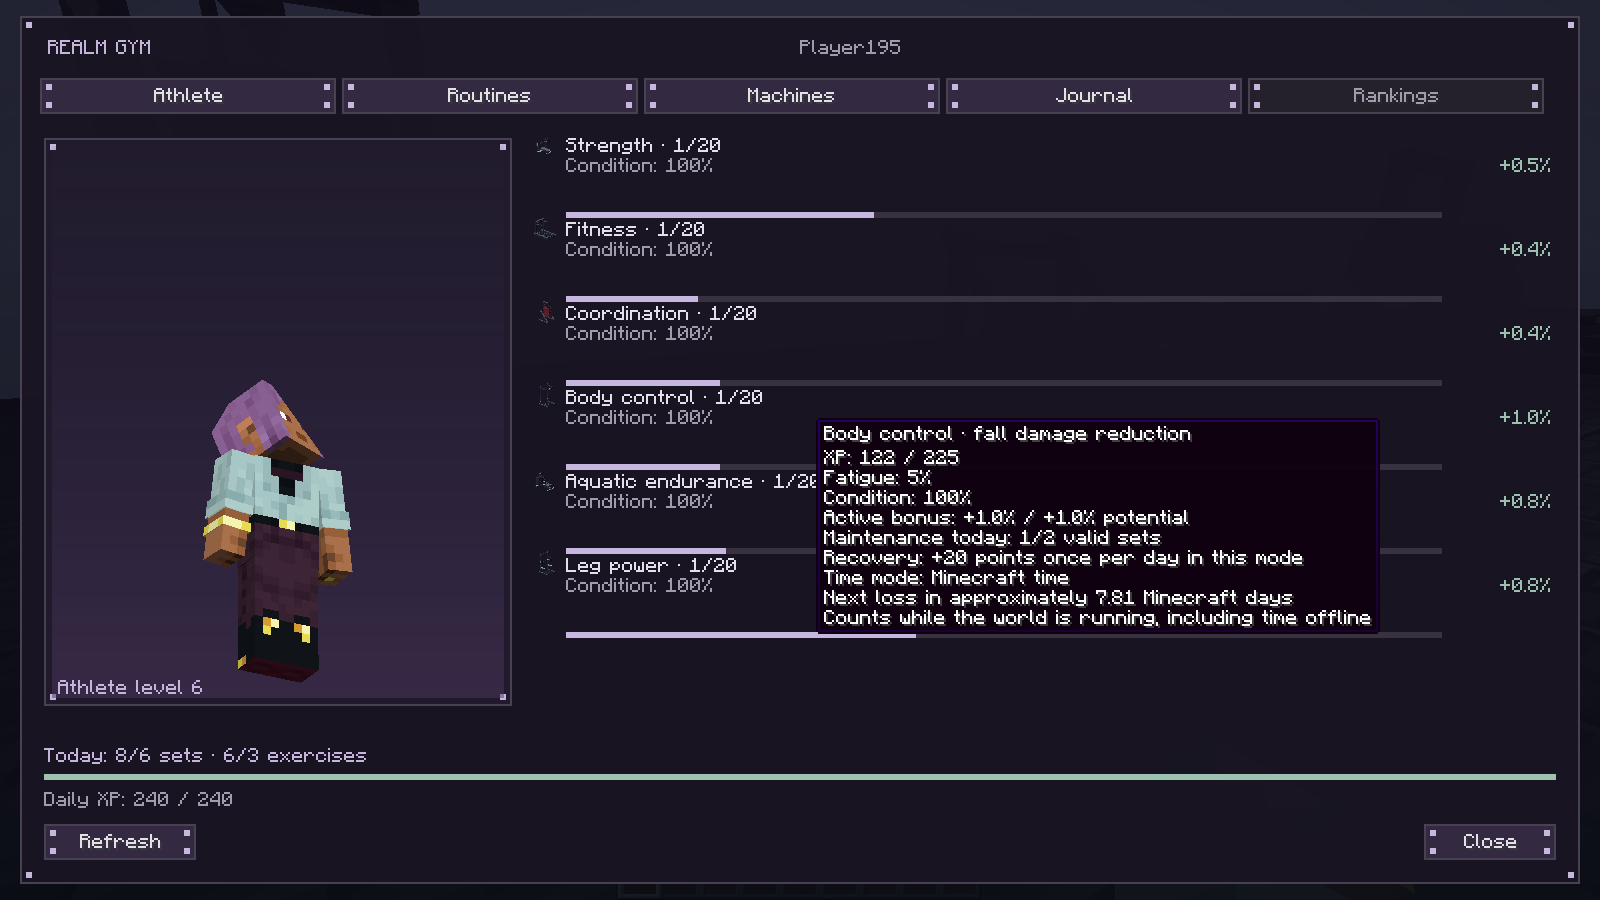 REALM GYM
Player195
Athlete
Routines
Machines
Journal
Rankings
Strength · 1/20
Condition: 100%
+0.5%
Fitness · 1/20
Condition: 100%
+0.4%
Coordination · 1/20
Condition: 100%
+0.4%
Body control · 1/20
Condition: 100%
+1.0%
Aquatic endurance · 1/20
Condition: 100%
+0.8%
Leg power · 1/20
Condition: 100%
+0.8%
Body control · fall damage reduction
XP: 122 / 225
Fatigue: 5%
Condition: 100%
Active bonus: +1.0% / +1.0% potential
Maintenance today: 1/2 valid sets
Recovery: +20 points once per day in this mode
Time mode: Minecraft time
Next loss in approximately 7.81 Minecraft days
Counts while the world is running, including time offline
Athlete level 6
Today: 8/6 sets · 6/3 exercises
Daily XP: 240 / 240
Refresh
Close